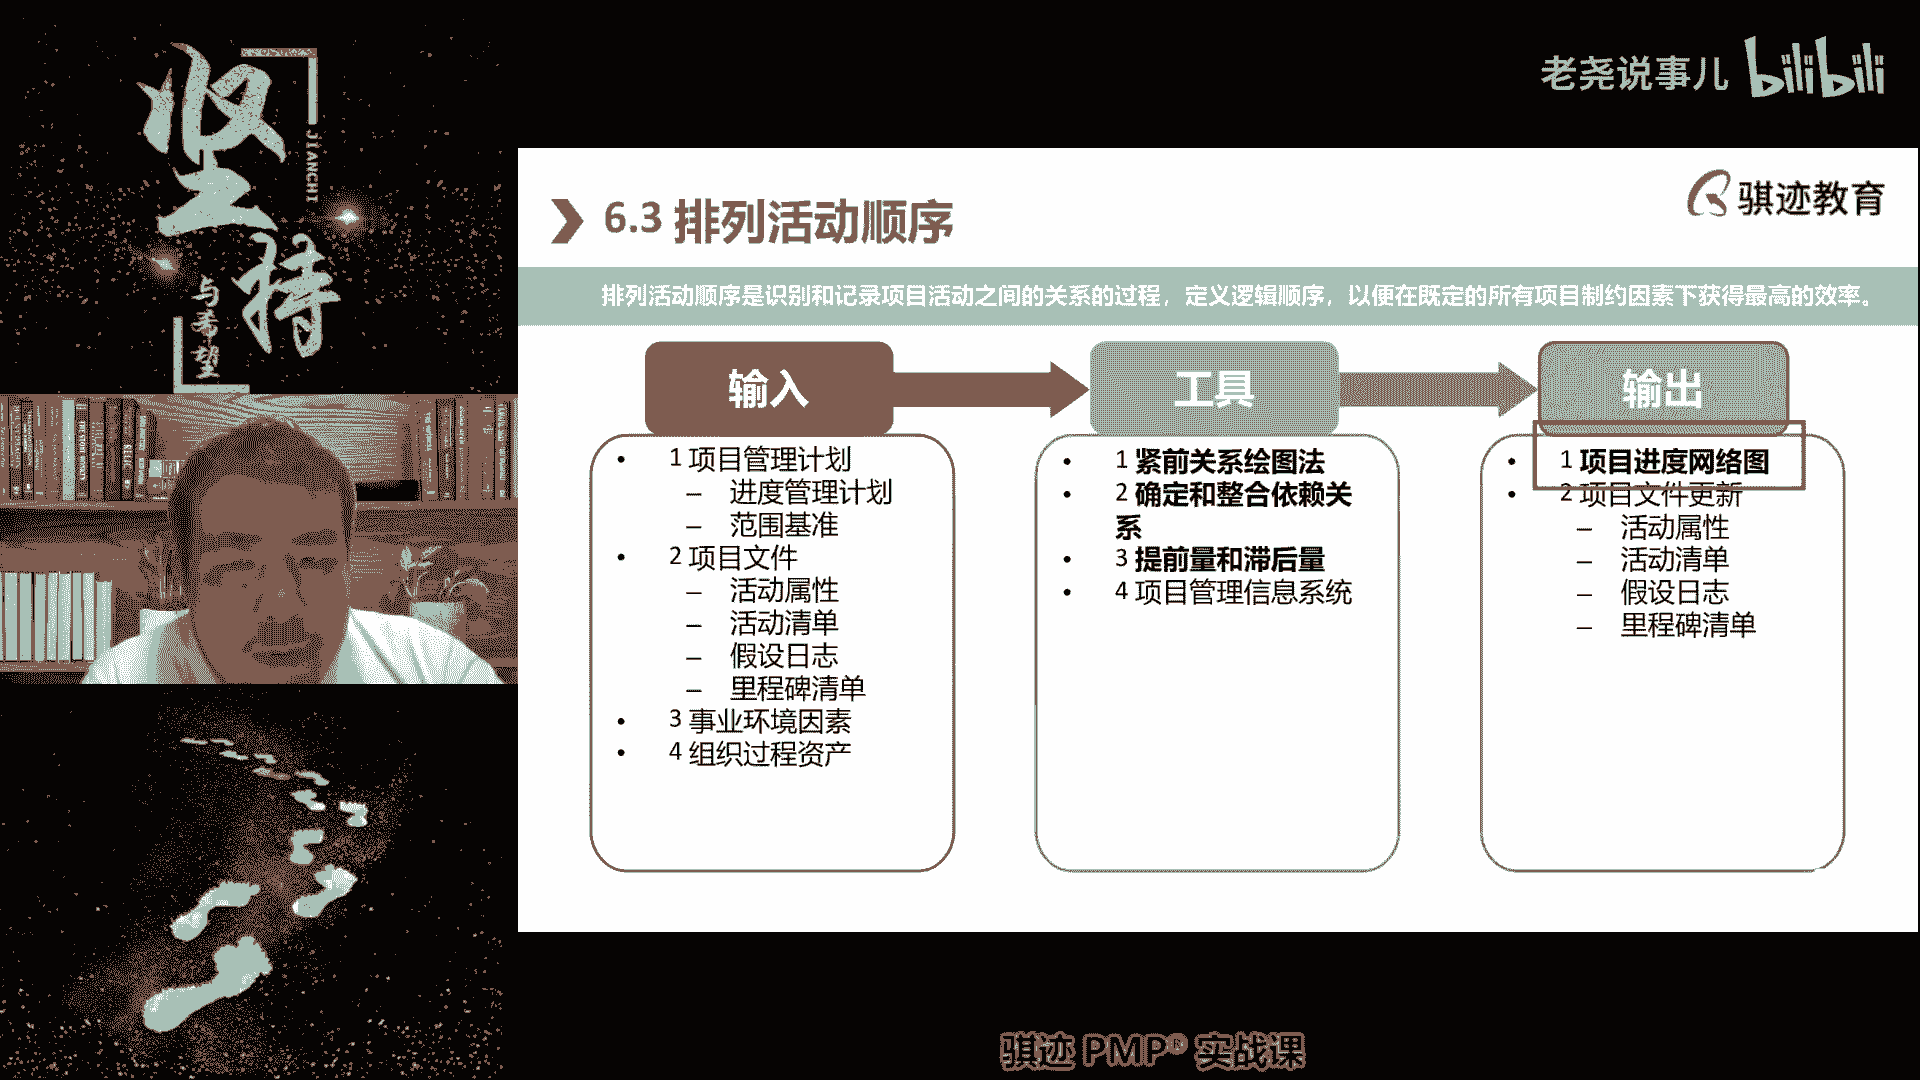 坚持
JIANCHI
与希望
老尧说事儿 bilibili
骐迹教育
6.3 排列活动顺序
排列活动顺序是识别和记录项目活动之间的关系的过程，定义逻辑顺序，以便在既定的所有项目制约因素下获得最高的效率。
输入
• 1 项目管理计划
– 进度管理计划
– 范围基准
• 2 项目文件
– 活动属性
– 活动清单
– 假设日志
– 里程碑清单
• 3 事业环境因素
• 4 组织过程资产
工具
• 1 紧前关系绘图法
• 2 确定和整合依赖关
系
• 3 提前量和滞后量
• 4 项目管理信息系统
输出
• 1 项目进度网络图
• 2 项目文件更新
– 活动属性
– 活动清单
– 假设日志
– 里程碑清单
骐迹 PMP® 实战课